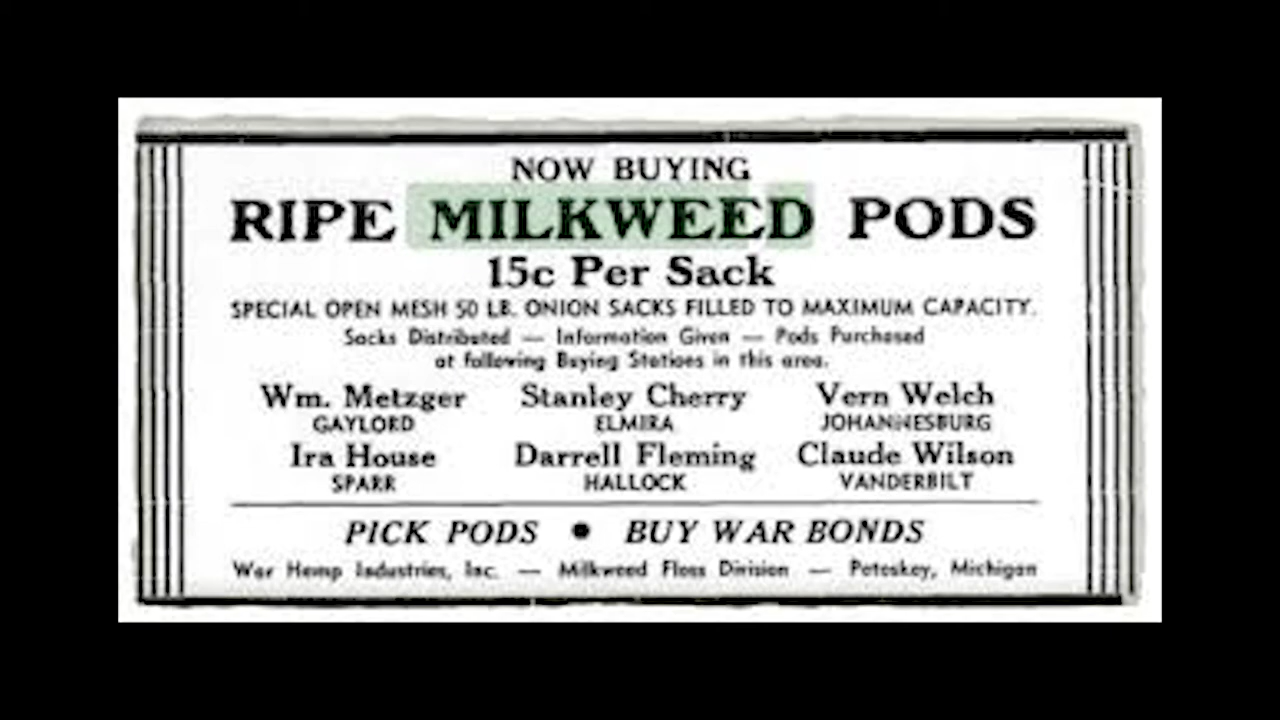 NOW BUYING
RIPE MILKWEED PODS
15c Per Sack
SPECIAL OPEN MESH 50 LB. ONION SACKS FILLED TO MAXIMUM CAPACITY.
Sacks Distributed — Information Given — Pods Purchased
at following Buying Stations in this area.
Wm. Metzger Stanley Cherry Vern Welch
GAYLORD ELMIRA JOHANNESBURG
Ira House Darrell Fleming Claude Wilson
SPARR HALLOCK VANDERBILT
PICK PODS ● BUY WAR BONDS
War Hemp Industries, Inc. — Milkweed Floss Division — Petoskey, Michigan